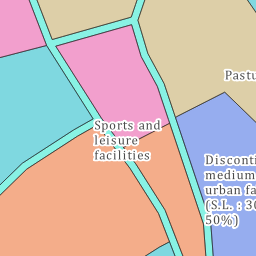 Pastu
Sports and
leisure
facilities
Disconti
medium
urban fa
(S.L. : 30
50%)